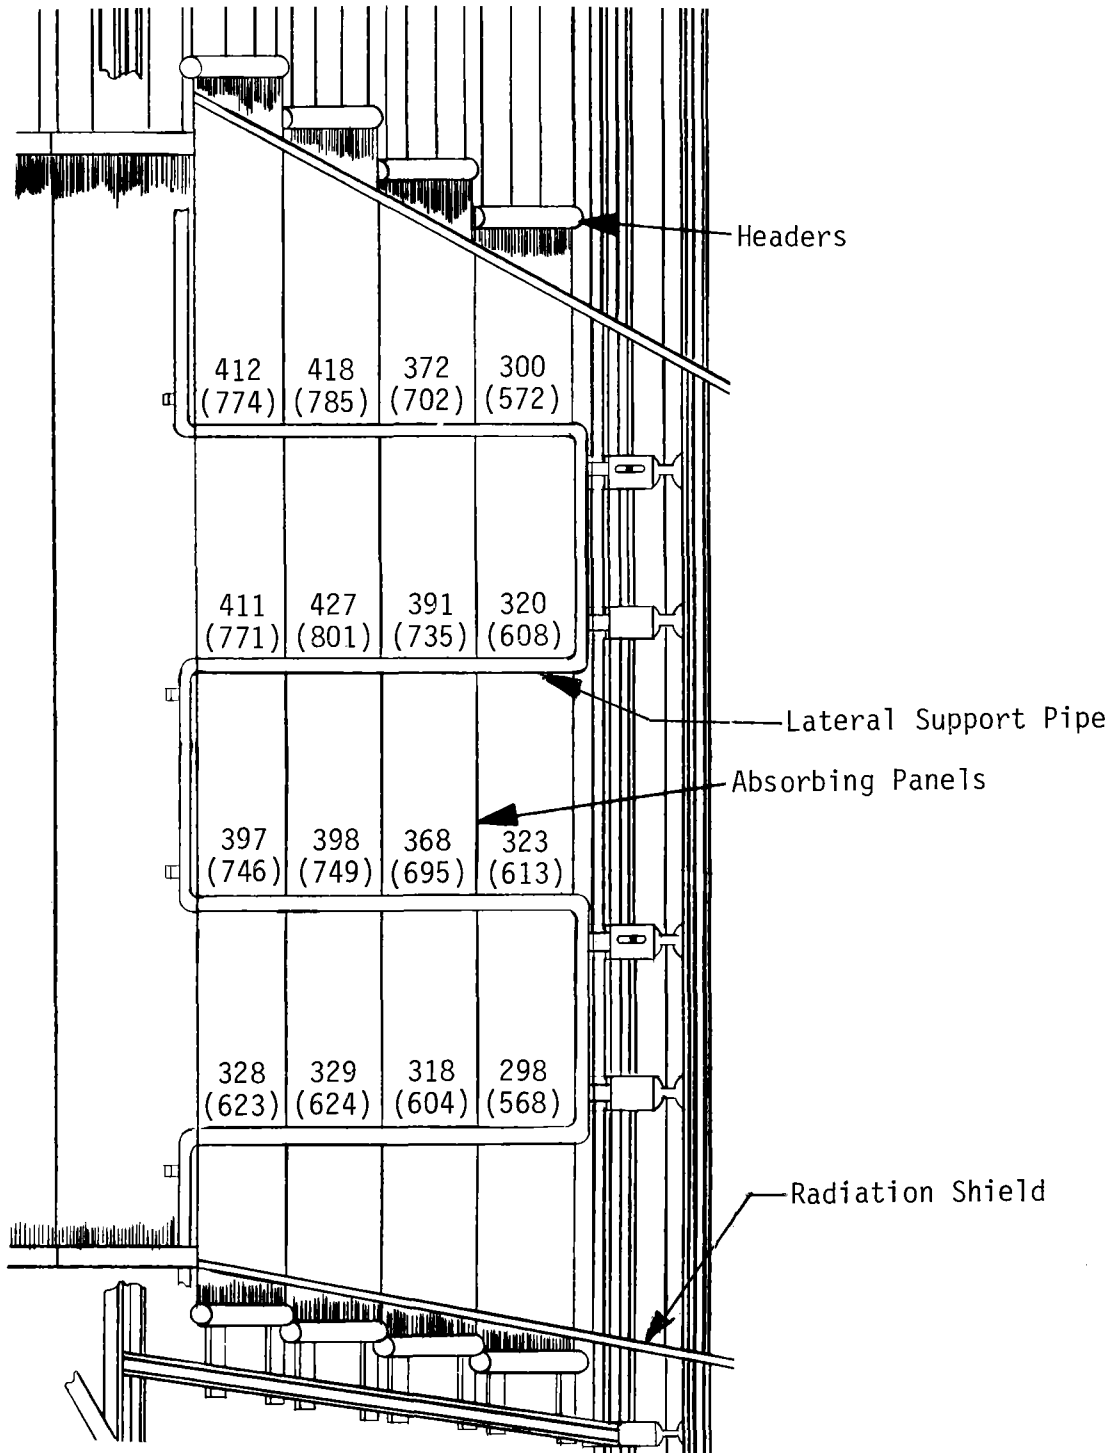 Headers
412 418 372 300
(774) (785) (702) (572)
411 427 391 320
(771) (801) (735) (608)
Lateral Support Pipe
Absorbing Panels
397 398 368 323
(746) (749) (695) (613)
328 329 318 298
(623) (624) (604) (568)
Radiation Shield